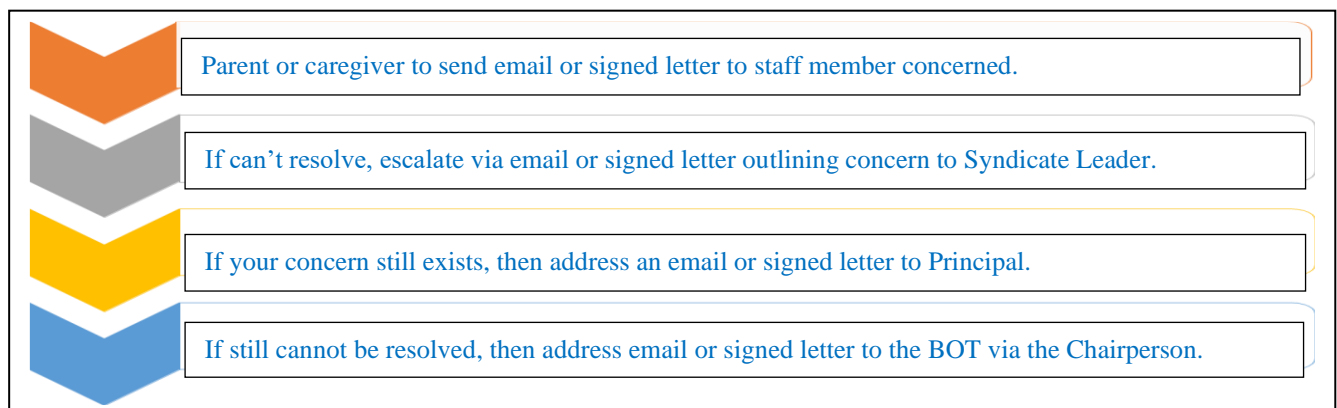 Parent or caregiver to send email or signed letter to staff member concerned.
If can’t resolve, escalate via email or signed letter outlining concern to Syndicate Leader.
If your concern still exists, then address an email or signed letter to Principal.
If still cannot be resolved, then address email or signed letter to the BOT via the Chairperson.